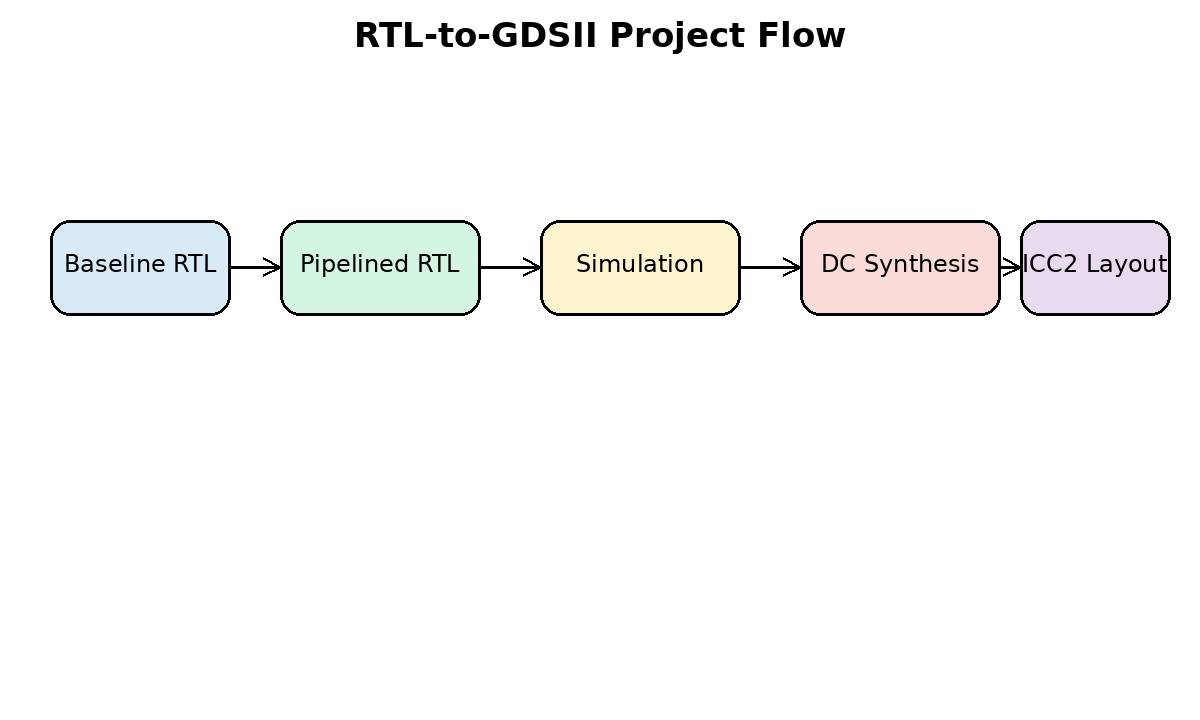 RTL-to-GDSII Project Flow
Baseline RTL
Pipelined RTL
Simulation
DC Synthesis
ICC2 Layout